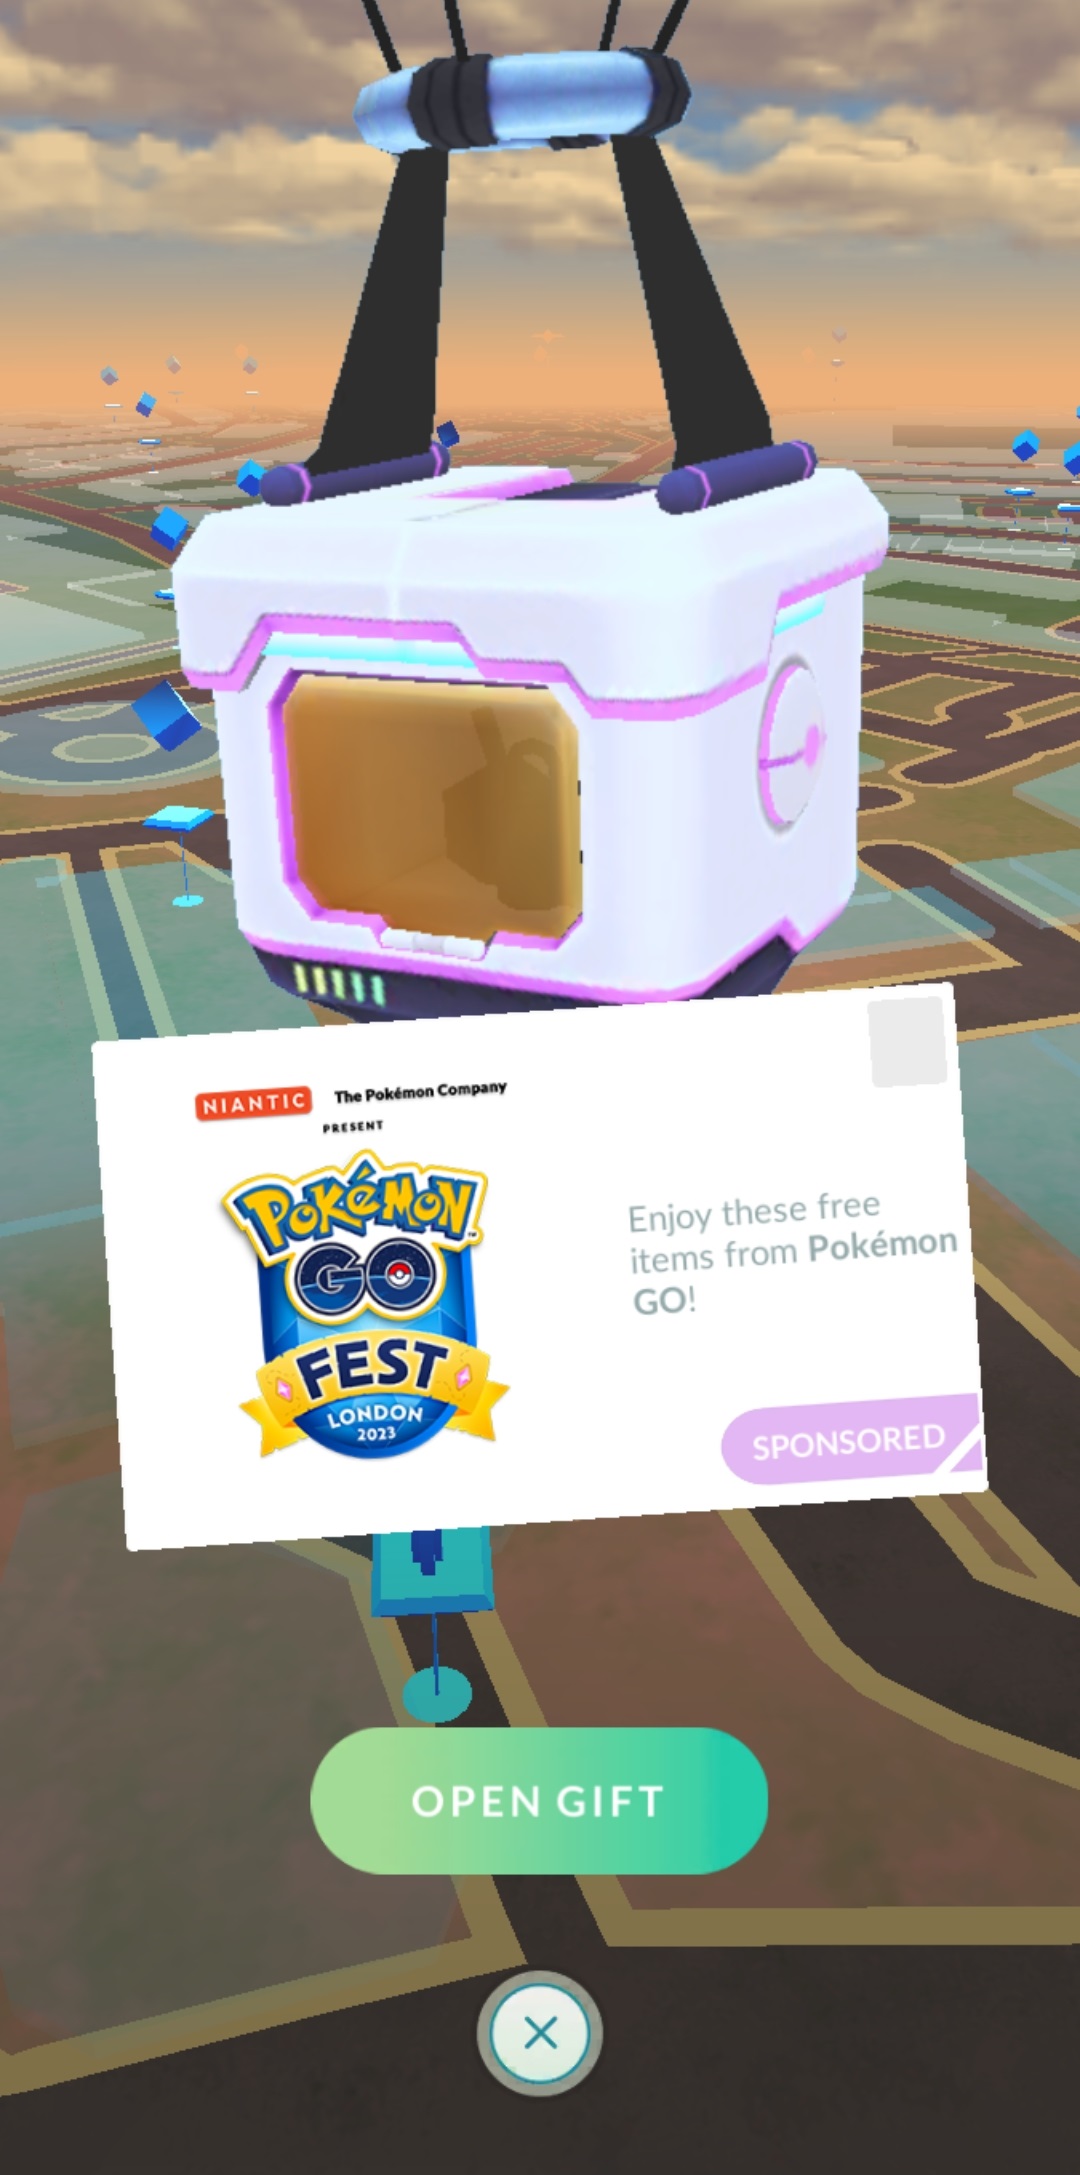 NIANTIC The Pokémon Company
PRESENT
POKéMON™
GO
FEST
LONDON
2023
Enjoy these free
items from Pokémon
GO!
SPONSORED
OPEN GIFT